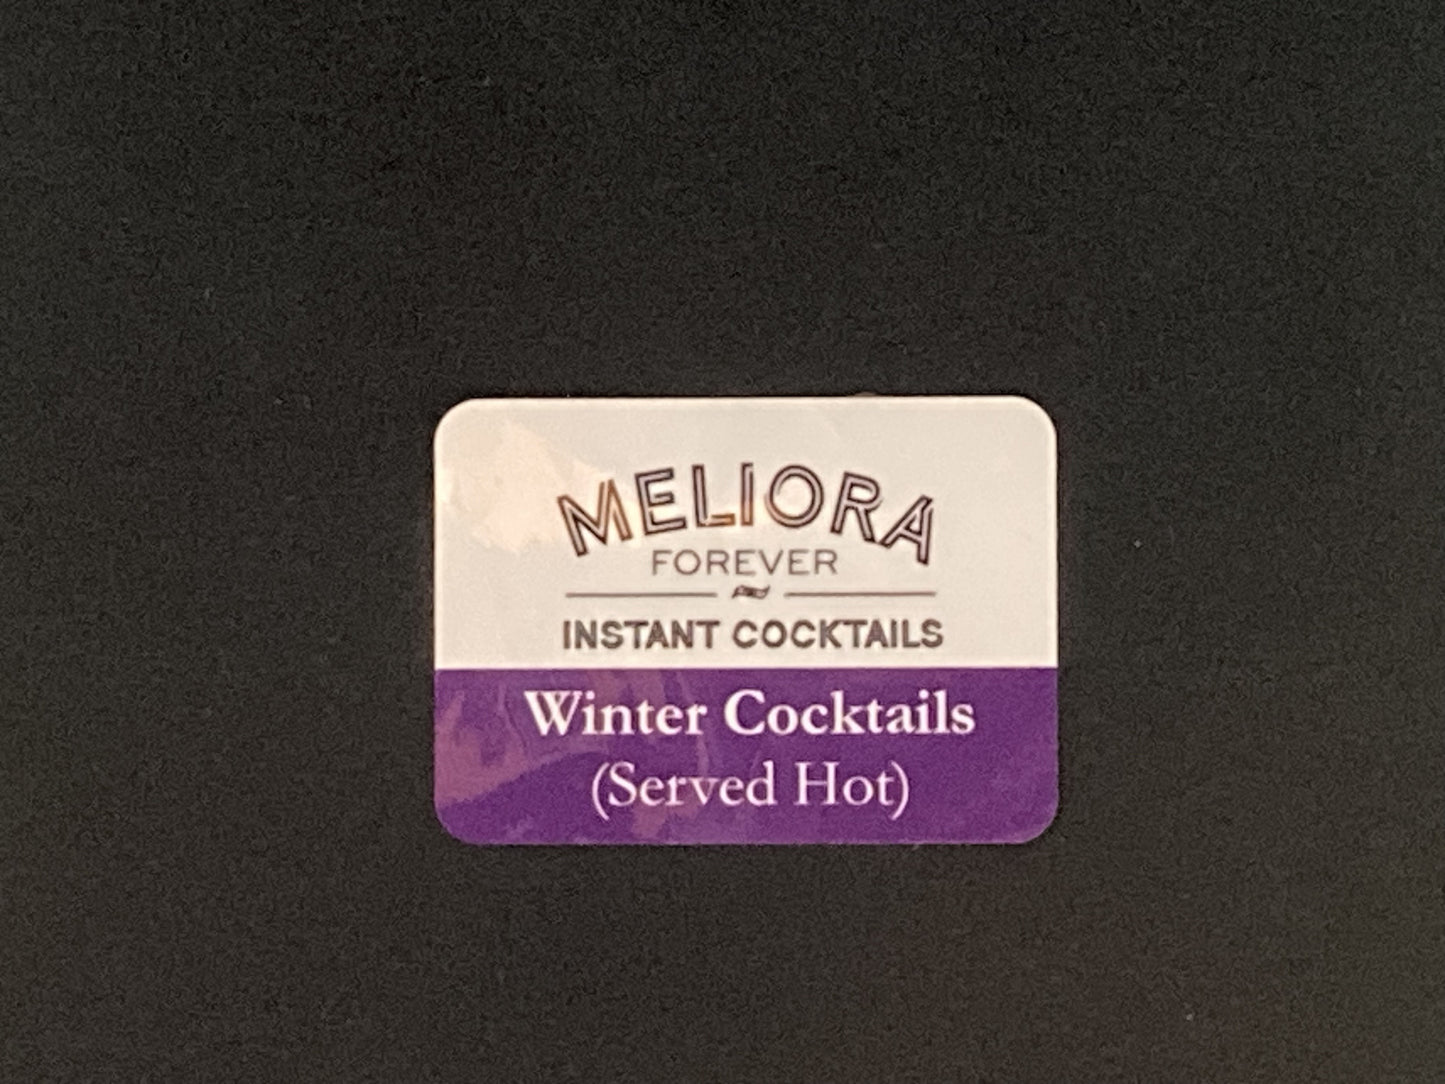 MELIORA
FOREVER
INSTANT COCKTAILS
Winter Cocktails
(Served Hot)